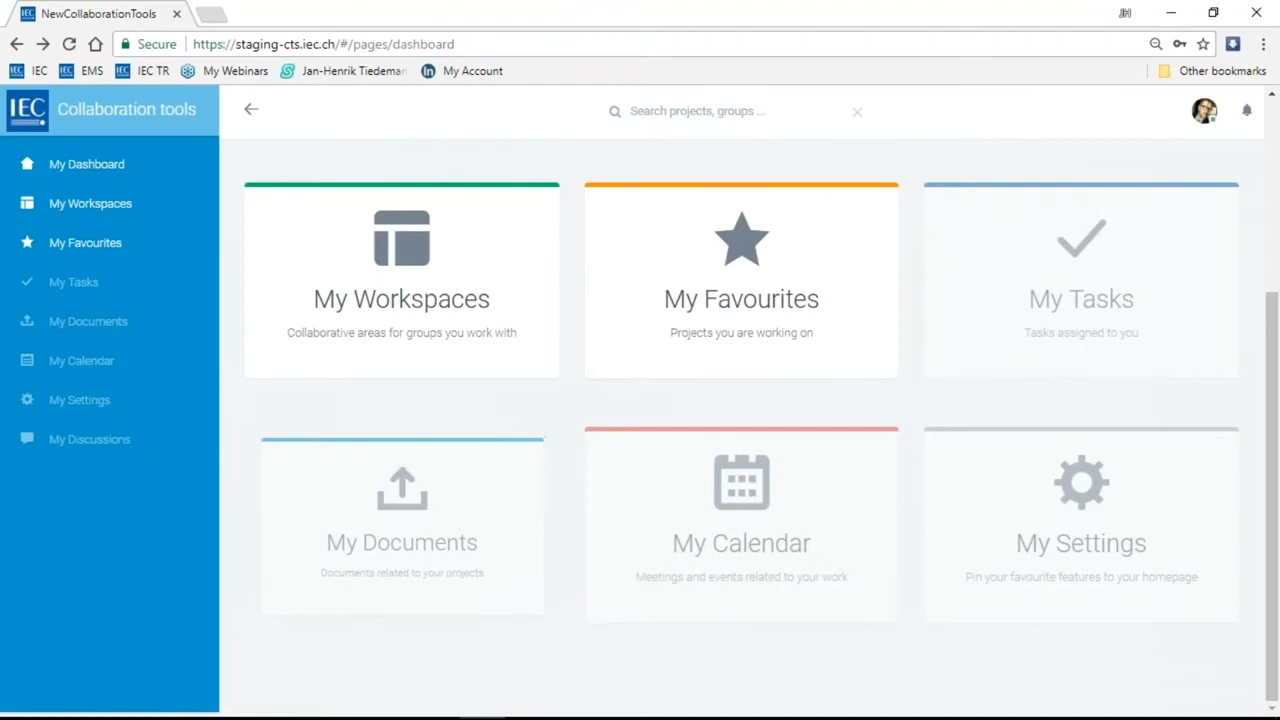 NewCollaborationTools
JH
Secure
https://staging-cts.iec.ch/#/pages/dashboard
IEC
EMS
IEC TR
My Webinars
Jan-Henrik Tiedeman
My Account
Other bookmarks
IEC Collaboration tools
Search projects, groups ...
My Dashboard
My Workspaces
My Favourites
My Tasks
My Documents
My Calendar
My Settings
My Discussions
My Workspaces
Collaborative areas for groups you work with
My Favourites
Projects you are working on
My Tasks
Tasks assigned to you
My Documents
Documents related to your projects
My Calendar
Meetings and events related to your work
My Settings
Pin your favourite features to your homepage